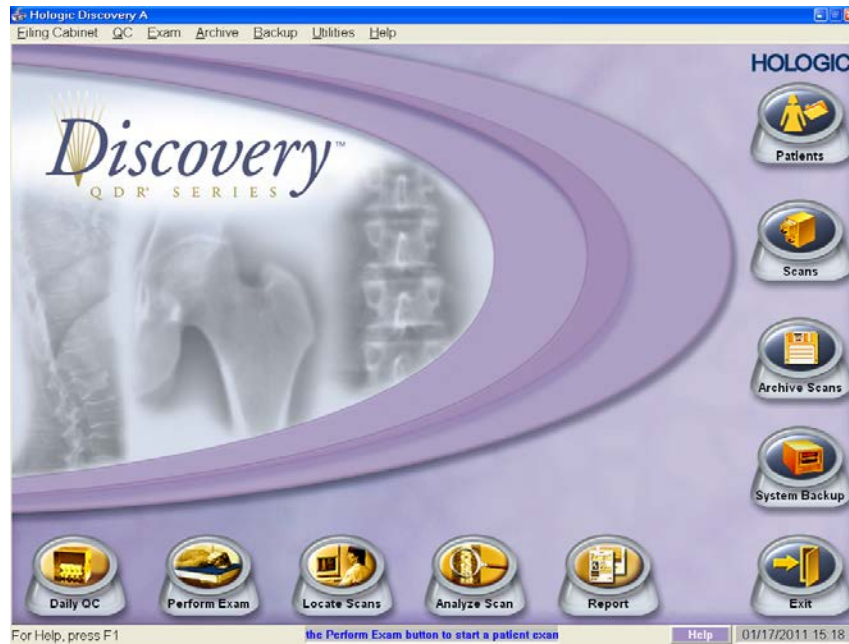 Hologic Discovery A
Filing Cabinet QC Exam Archive Backup Utilities Help
HOLOGIC
Discovery™
QDR® SERIES
Patients
Scans
Archive Scans
System Backup
Daily QC
Perform Exam
Locate Scans
Analyze Scan
Report
Exit
For Help, press F1
the Perform Exam button to start a patient exam
Help
01/17/2011 15:18